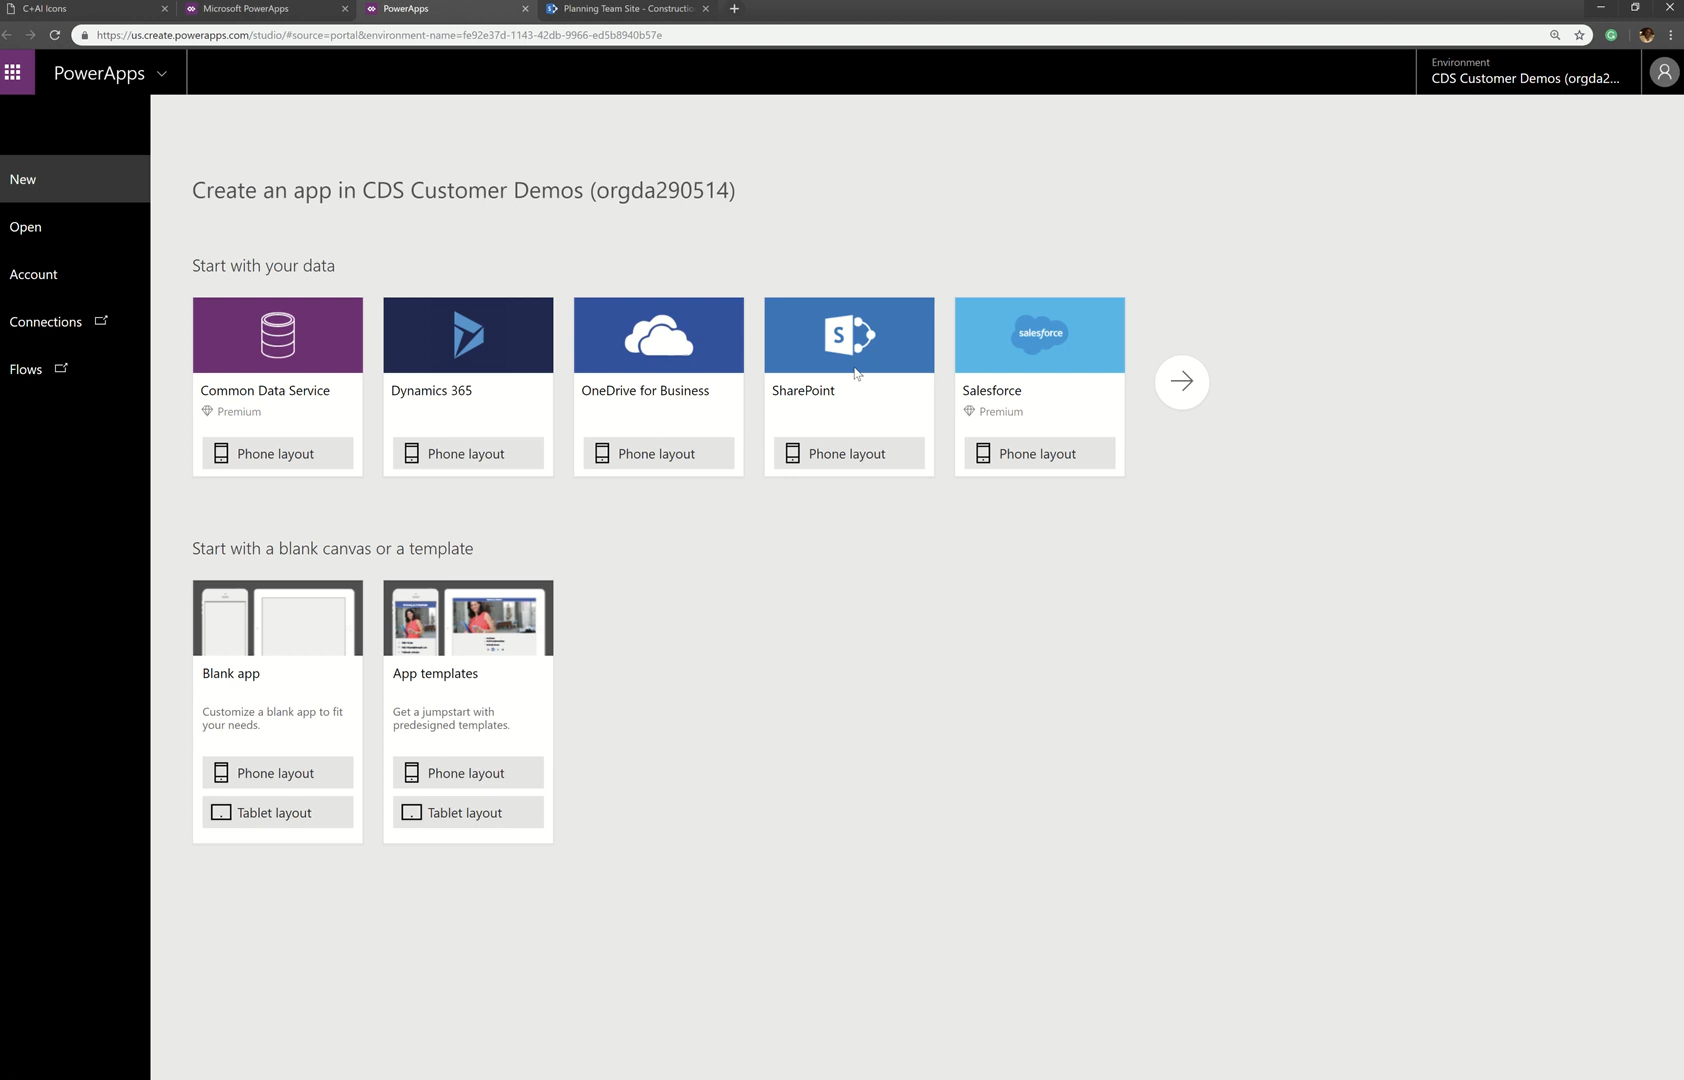 C+AI Icons
Microsoft PowerApps
PowerApps
Planning Team Site - Constructio
https://us.create.powerapps.com/studio/#source=portal&environment-name=fe92e37d-1143-42db-9966-ed5b8940b57e
PowerApps
Environment
CDS Customer Demos (orgda2...
New
Open
Account
Connections
Flows
Create an app in CDS Customer Demos (orgda290514)
Start with your data
S
salesforce
Common Data Service
Premium
Phone layout
Dynamics 365
Phone layout
OneDrive for Business
Phone layout
SharePoint
Phone layout
Salesforce
Premium
Phone layout
Start with a blank canvas or a template
Blank app
Customize a blank app to fit
your needs.
Phone layout
Tablet layout
App templates
Get a jumpstart with
predesigned templates.
Phone layout
Tablet layout